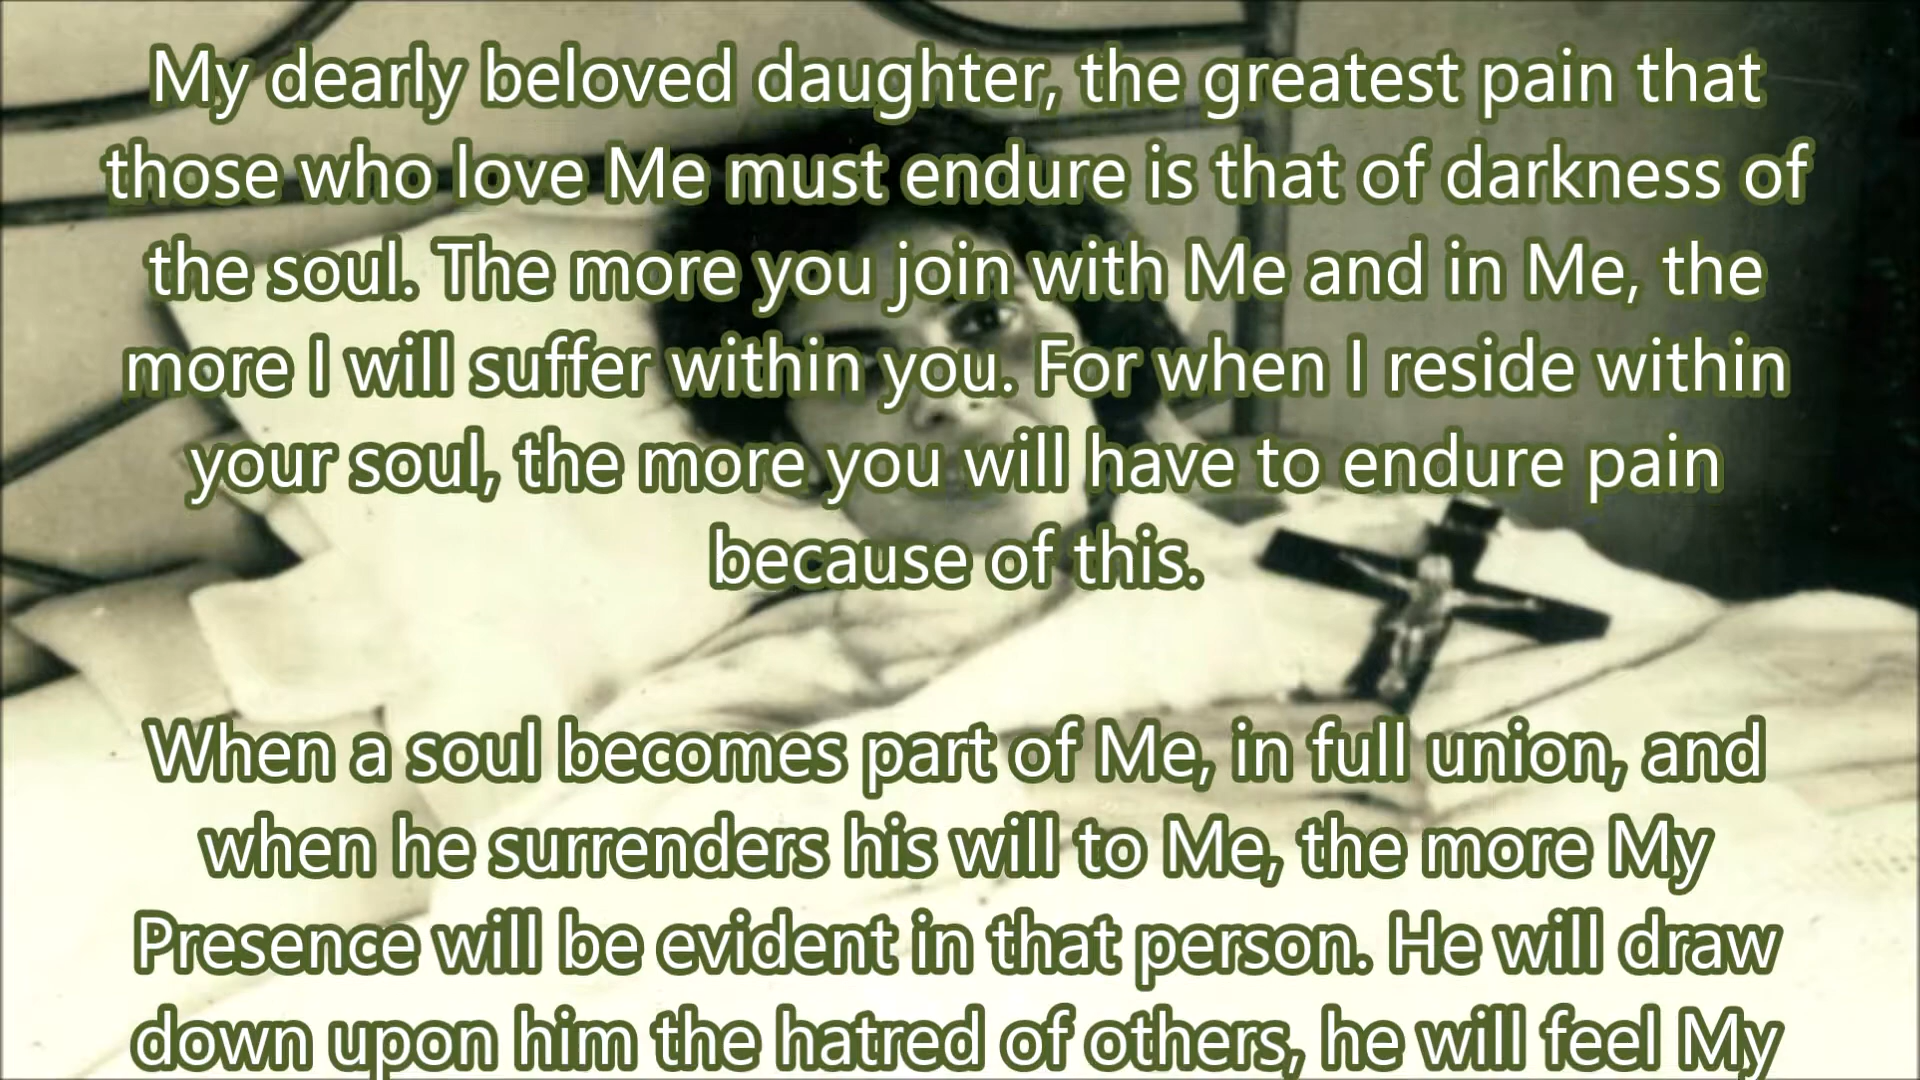 My dearly beloved daughter, the greatest pain that
those who love Me must endure is that of darkness of
the soul. The more you join with Me and in Me, the
more I will suffer within you. For when I reside within
your soul, the more you will have to endure pain
because of this.
When a soul becomes part of Me, in full union, and
when he surrenders his will to Me, the more My
Presence will be evident in that person. He will draw
down upon him the hatred of others, he will feel My